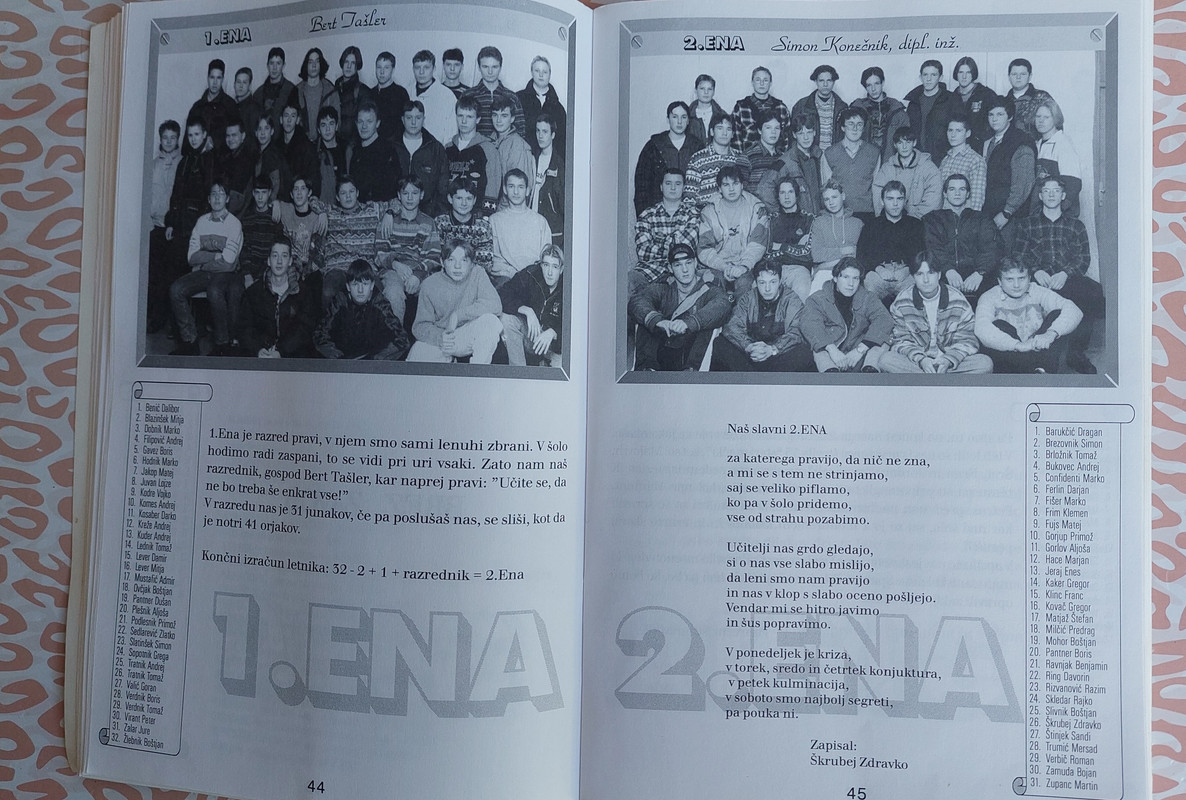 1.ENA
Bert Tašler
1. Benič Dalibor
2. Blazinšek Mitja
3. Dobnik Marko
4. Filipovič Andrej
5. Gavez Boris
6. Hodnik Marko
7. Jakop Matej
8. Juvan Lojze
9. Kodre Vojko
10. Komes Andrej
11. Kosaber Darko
12. Kreže Andrej
13. Kuder Andrej
14. Lednik Tomaž
15. Lever Damir
16. Lever Mitja
17. Mustafić Admir
18. Ovčjak Boštjan
19. Pantner Dušan
20. Plešnik Aljoša
21. Podlesnik Primož
22. Sedlarevič Zlatko
23. Slatinšek Simon
24. Sopotnik Grega
25. Tratnik Andrej
26. Tratnik Tomaž
27. Valič Goran
28. Verdnik Boris
29. Verdnik Tomaž
30. Virant Peter
31. Zalar Jure
32. Žlebnik Boštjan
1.Ena je razred pravi, v njem smo sami lenuhi zbrani. V šolo
hodimo radi zaspani, to se vidi pri uri vsaki. Zato nam naš
razrednik, gospod Bert Tašler, kar naprej pravi: ”Učite se, da
ne bo treba še enkrat vse!”
V razredu nas je 31 junakov, če pa poslušaš nas, se sliši, kot da
je notri 41 orjakov.
Končni izračun letnika: 32 - 2 + 1 + razrednik = 2.Ena
1.ENA
44
2.ENA
Simon Konečnik, dipl. inž.
Naš slavni 2.ENA
za katerega pravijo, da nič ne zna,
a mi se s tem ne strinjamo,
saj se veliko piflamo,
ko pa v šolo pridemo,
vse od strahu pozabimo.
Učitelji nas grdo gledajo,
si o nas vse slabo mislijo,
da leni smo nam pravijo
in nas v klop s slabo oceno pošljejo.
Vendar mi se hitro javimo
in šus popravimo.
V ponedeljek je kriza,
v torek, sredo in četrtek konjuktura,
v petek kulminacija,
v soboto smo najbolj segreti,
pa pouka ni.
Zapisal:
Škrubej Zdravko
2.ENA
1. Barukčić Dragan
2. Brezovnik Simon
3. Brložnik Tomaž
4. Bukovec Andrej
5. Confidenti Marko
6. Ferlin Darjan
7. Fišer Marko
8. Frim Klemen
9. Fujs Matej
10. Gorjup Primož
11. Gorlov Aljoša
12. Hace Marjan
13. Jeraj Enes
14. Kaker Gregor
15. Klinc Franc
16. Kovač Gregor
17. Matjaž Štefan
18. Milčić Predrag
19. Mohor Boštjan
20. Pantner Boris
21. Ravnjak Benjamin
22. Ring Davorin
23. Rizvanović Razim
24. Skledar Rajko
25. Slivnik Boštjan
26. Škrubej Zdravko
27. Štinjek Sandi
28. Trumić Mersad
29. Verbič Roman
30. Zamuda Bojan
31. Zupanc Martin
45